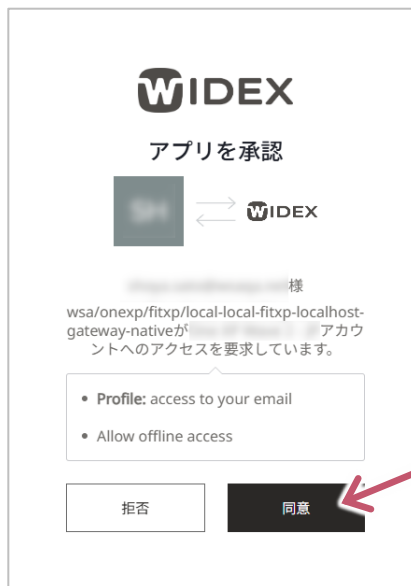 WIDEX
アプリを承認
WIDEX
様
wsa/onexp/fitxp/local-local-fitxp-localhost-
gateway-nativeが アカウ
ントへのアクセスを要求しています。
• Profile: access to your email
• Allow offline access
拒否
同意